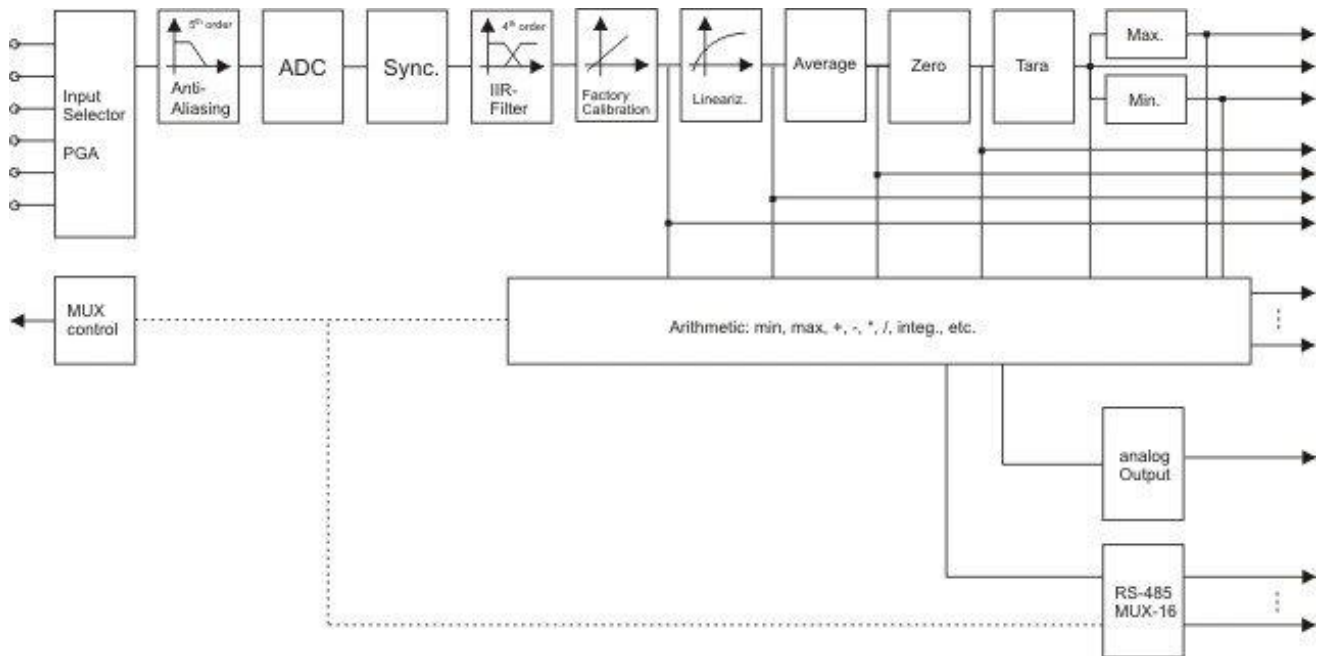 Input
Selector
PGA
5th order
Anti-
Aliasing
ADC
Sync.
4th order
IIR-
Filter
Factory
Calibration
Lineariz.
Average
Zero
Tara
Max.
Min.
MUX
control
Arithmetic: min, max, +, -, *, /, integ., etc.
analog
Output
RS-485
MUX-16